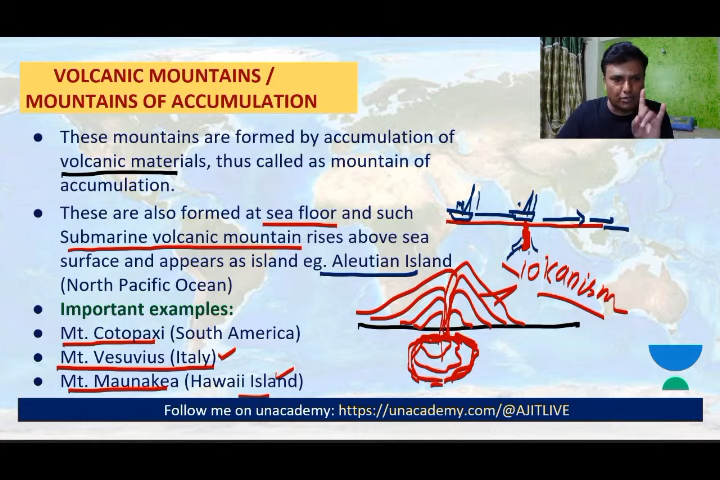 VOLCANIC MOUNTAINS /
MOUNTAINS OF ACCUMULATION
● These mountains are formed by accumulation of
volcanic materials, thus called as mountain of
accumulation.
● These are also formed at sea floor and such
Submarine volcanic mountain rises above sea
surface and appears as island eg. Aleutian Island
(North Pacific Ocean)
● Important examples:
● Mt. Cotopaxi (South America)
● Mt. Vesuvius (Italy)
● Mt. Maunakea (Hawaii Island)
Viokanism
Follow me on unacademy: https://unacademy.com/@AJITLIVE